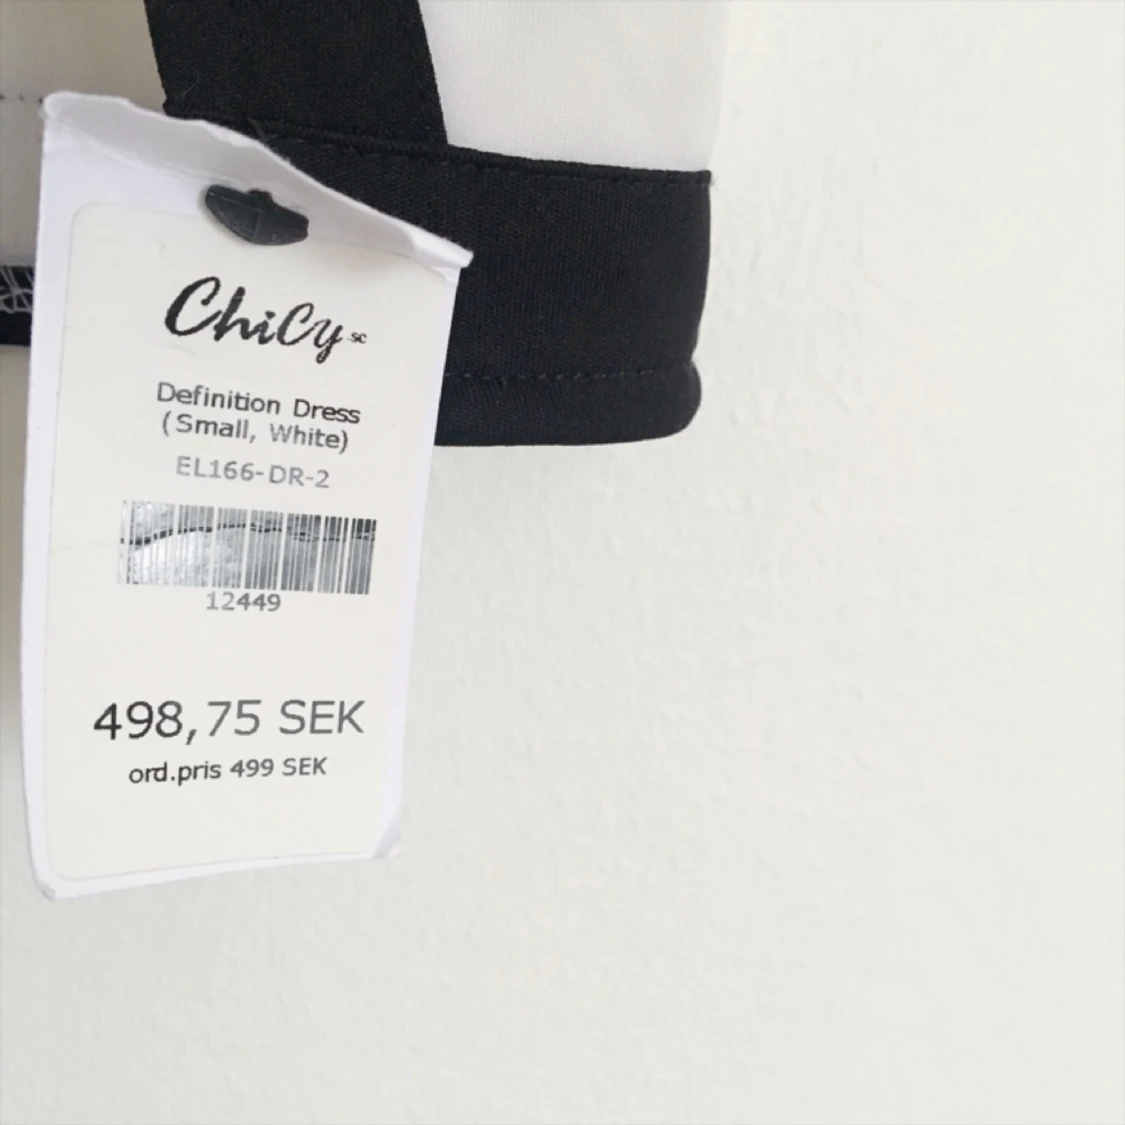 ChiCy sc
Definition Dress
(Small, White)
EL166-DR-2
12449
498,75 SEK
ord.pris 499 SEK